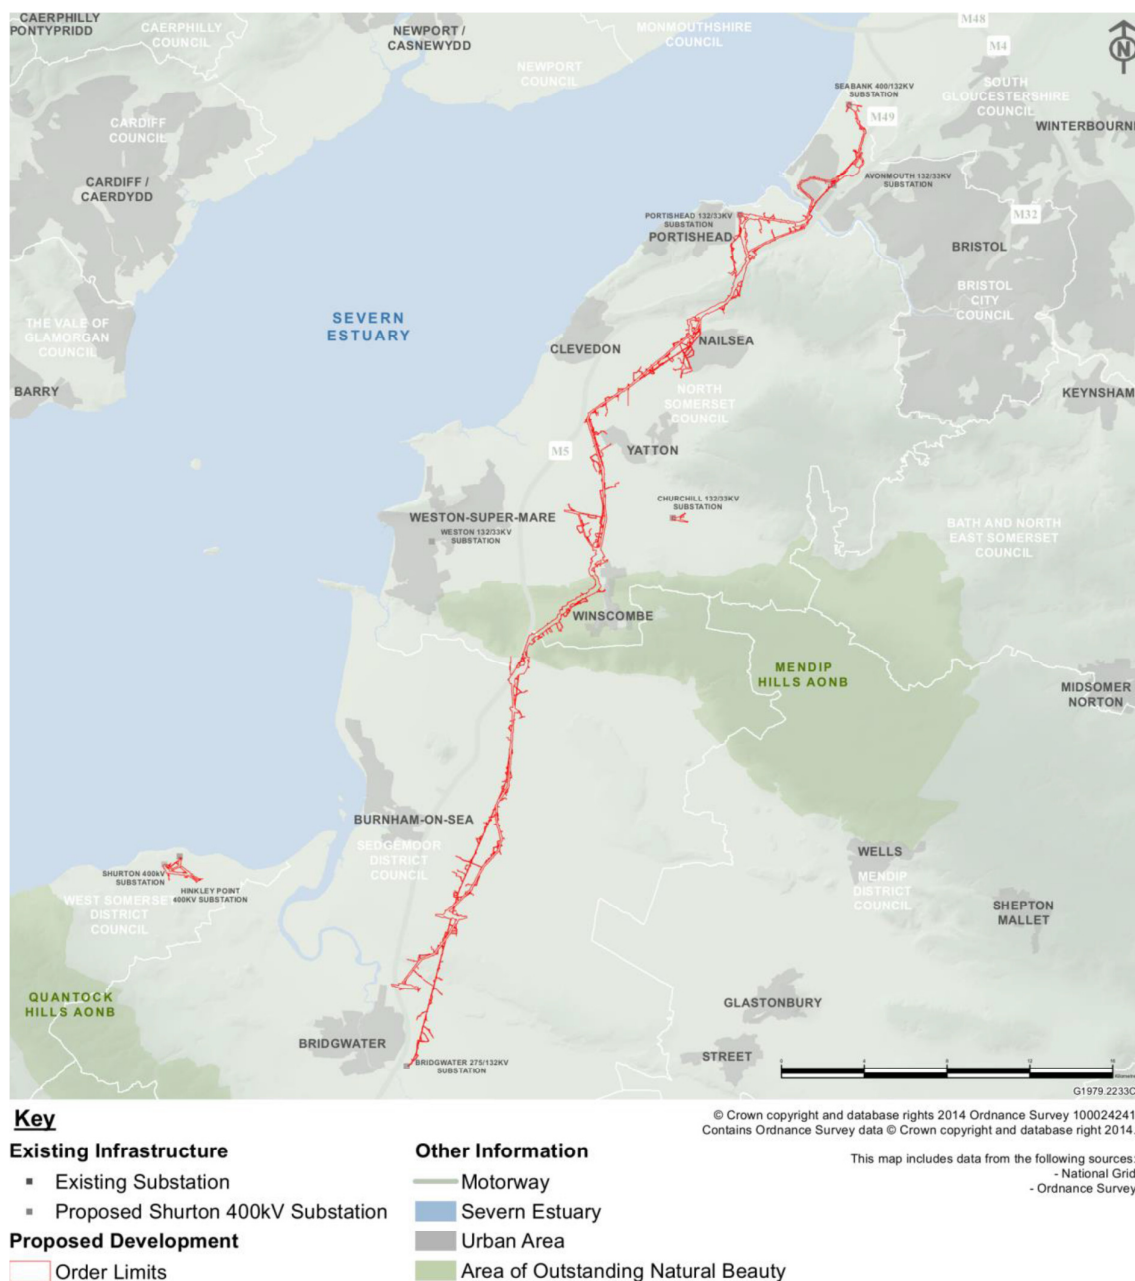 CAERPHILLY
PONTYPRIDD
CAERPHILLY
COUNCIL
NEWPORT /
CASNEWYDD
NEWPORT
COUNCIL
MONMOUTHSHIRE
COUNCIL
M48
M4
N
SEABANK 400/132KV
SUBSTATION
SOUTH
GLOUCESTERSHIRE
COUNCIL
M49
WINTERBOURNE
CARDIFF
COUNCIL
CARDIFF /
CAERDYDD
AVONMOUTH 132/33KV
SUBSTATION
PORTISHEAD 132/33KV
SUBSTATION
PORTISHEAD
M32
BRISTOL
BRISTOL
CITY
COUNCIL
SEVERN
ESTUARY
THE VALE OF
GLAMORGAN
COUNCIL
BARRY
CLEVEDON
NAILSEA
NORTH
SOMERSET
COUNCIL
KEYNSHAM
M5
YATTON
CHURCHILL 132/33KV
SUBSTATION
WESTON-SUPER-MARE
WESTON 132/33KV
SUBSTATION
BATH AND NORTH
EAST SOMERSET
COUNCIL
WINSCOMBE
MENDIP
HILLS AONB
MIDSOMER
NORTON
BURNHAM-ON-SEA
SEDGEMOOR
DISTRICT
COUNCIL
SHURTON 400kV
SUBSTATION
HINKLEY POINT
400KV SUBSTATION
WEST SOMERSET
DISTRICT
COUNCIL
WELLS
MENDIP
DISTRICT
COUNCIL
SHEPTON
MALLET
QUANTOCK
HILLS AONB
GLASTONBURY
BRIDGWATER
BRIDGWATER 275/132KV
SUBSTATION
STREET
G1979.2233C
Key
Existing Infrastructure
Existing Substation
Proposed Shurton 400kV Substation
Proposed Development
Order Limits
Other Information
Motorway
Severn Estuary
Urban Area
Area of Outstanding Natural Beauty
© Crown copyright and database rights 2014 Ordnance Survey 100024241
Contains Ordnance Survey data © Crown copyright and database right 2014.
This map includes data from the following sources:
- National Grid
- Ordnance Survey